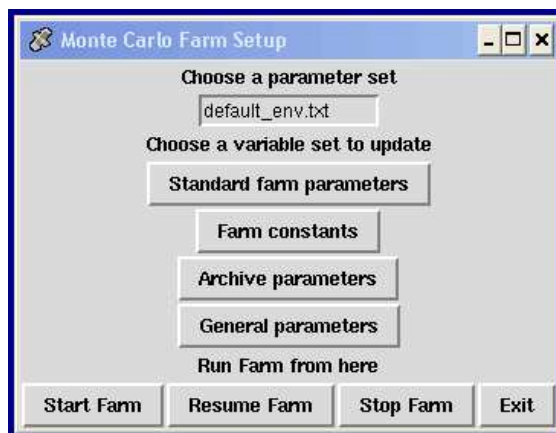 Monte Carlo Farm Setup
Choose a parameter set
default_env.txt
Choose a variable set to update
Standard farm parameters
Farm constants
Archive parameters
General parameters
Run Farm from here
Start Farm Resume Farm Stop Farm Exit